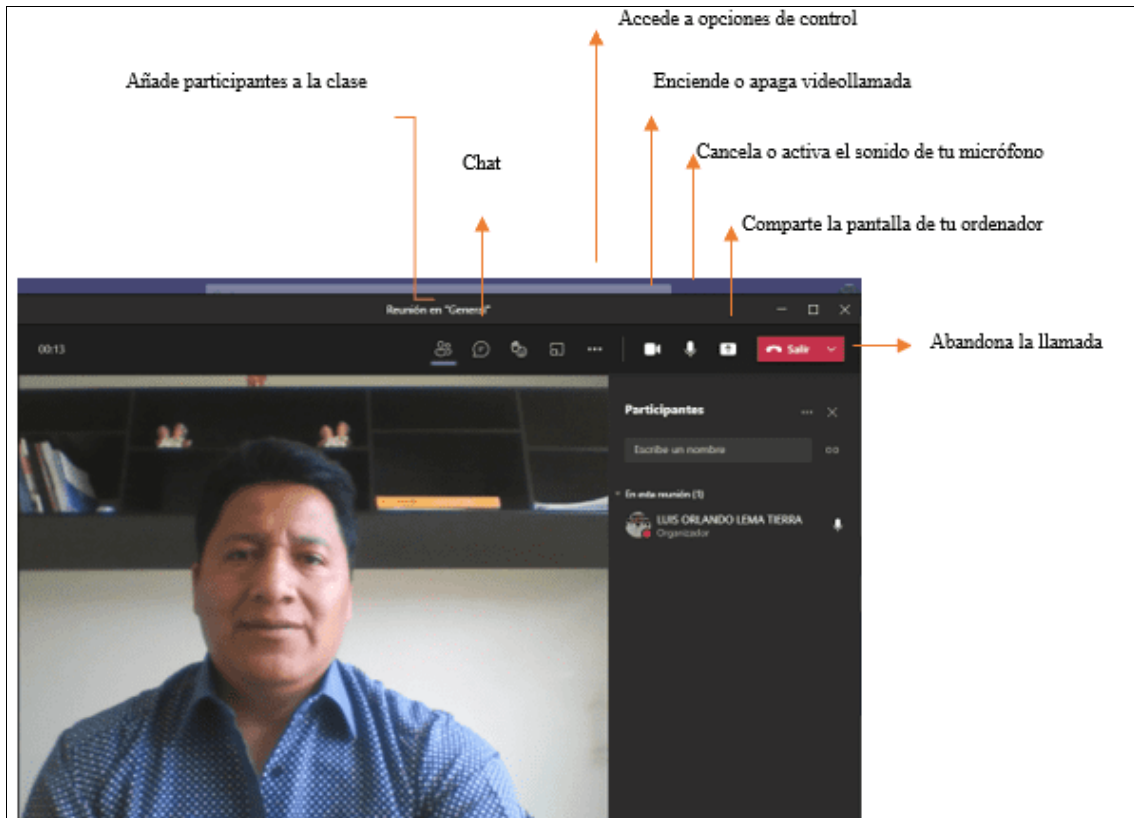 Accede a opciones de control
Añade participantes a la clase
Enciende o apaga videollamada
Chat
Cancela o activa el sonido de tu micrófono
Comparte la pantalla de tu ordenador
Reunión en "General"
00:13
Salir
Abandona la llamada
Participantes
Escribe un nombre
En esta reunión (1)
LUIS ORLANDO LEMA TIERRA
Organizador